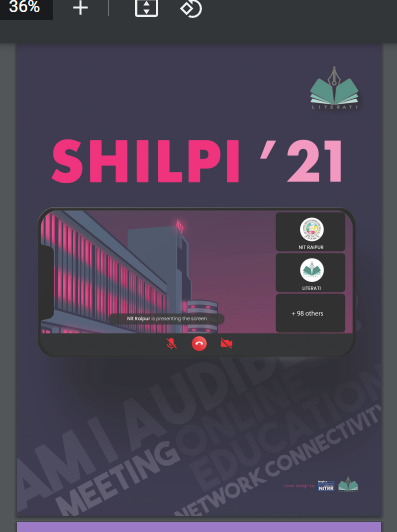 36%
LITERATI
SHILPI '21
NIT RAIPUR
LITERATI
Nit Raipur is presenting the screen
+ 98 others
AM I AUDIBLE
MEETING
ONLINE
EDUCATION
NETWORK CONNECTIVITY
NITRR